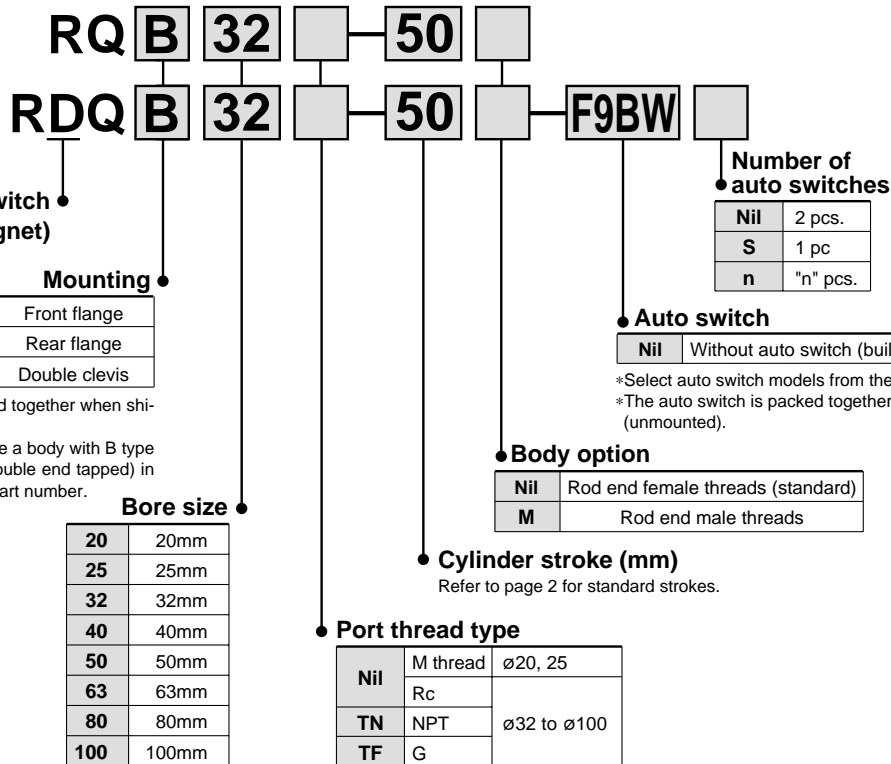 RQ B 32 – 50
RDQ B 32 – 50 – F9BW
Number of
auto switches
Nil 2 pcs.
S 1 pc
n "n" pcs.
Mounting
Front flange
Rear flange
Double clevis
together when shi-
a body with B type
end tapped) in
number.
Auto switch
Nil Without auto switch
*Select auto switch models from the
*The auto switch is packed together
(unmounted).
Body option
Nil Rod end female threads (standard)
M Rod end male threads
Bore size
20 20mm
25 25mm
32 32mm
40 40mm
50 50mm
63 63mm
80 80mm
100 100mm
Cylinder stroke (mm)
Refer to page 2 for standard strokes.
Port thread type
Nil M thread ø20, 25
Rc
TN NPT ø32 to ø100
TF G